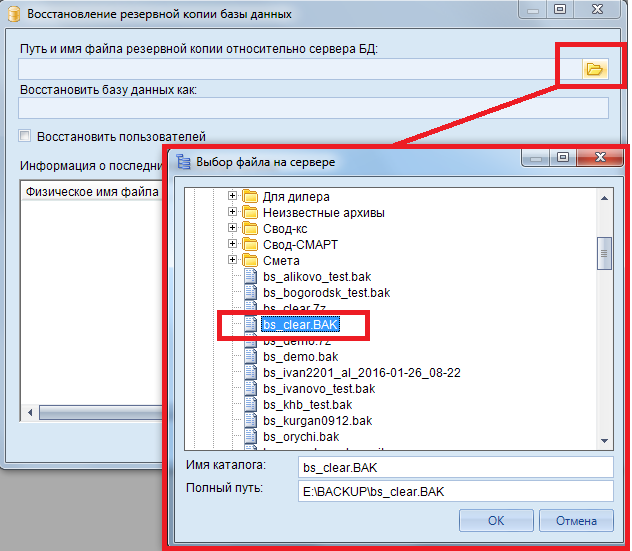 Восстановление резервной копии базы данных
Путь и имя файла резервной копии относительно сервера БД:
Восстановить базу данных как:
Восстановить пользователей
Информация о последни
Физическое имя файла
Выбор файла на сервере
Для дилера
Неизвестные архивы
Свод-кс
Свод-СМАРТ
Смета
bs_alikovo_test.bak
bs_bogorodsk_test.bak
bs_clear.7z
bs_clear.BAK
bs_demo.7z
bs_demo.bak
bs_ivan2201_al_2016-01-26_08-22
bs_ivanovo_test.bak
bs_khb_test.bak
bs_kurgan0912.bak
bs_orychi.bak
Имя каталога:
bs_clear.BAK
Полный путь:
E:\BACKUP\bs_clear.BAK
ОК
Отмена